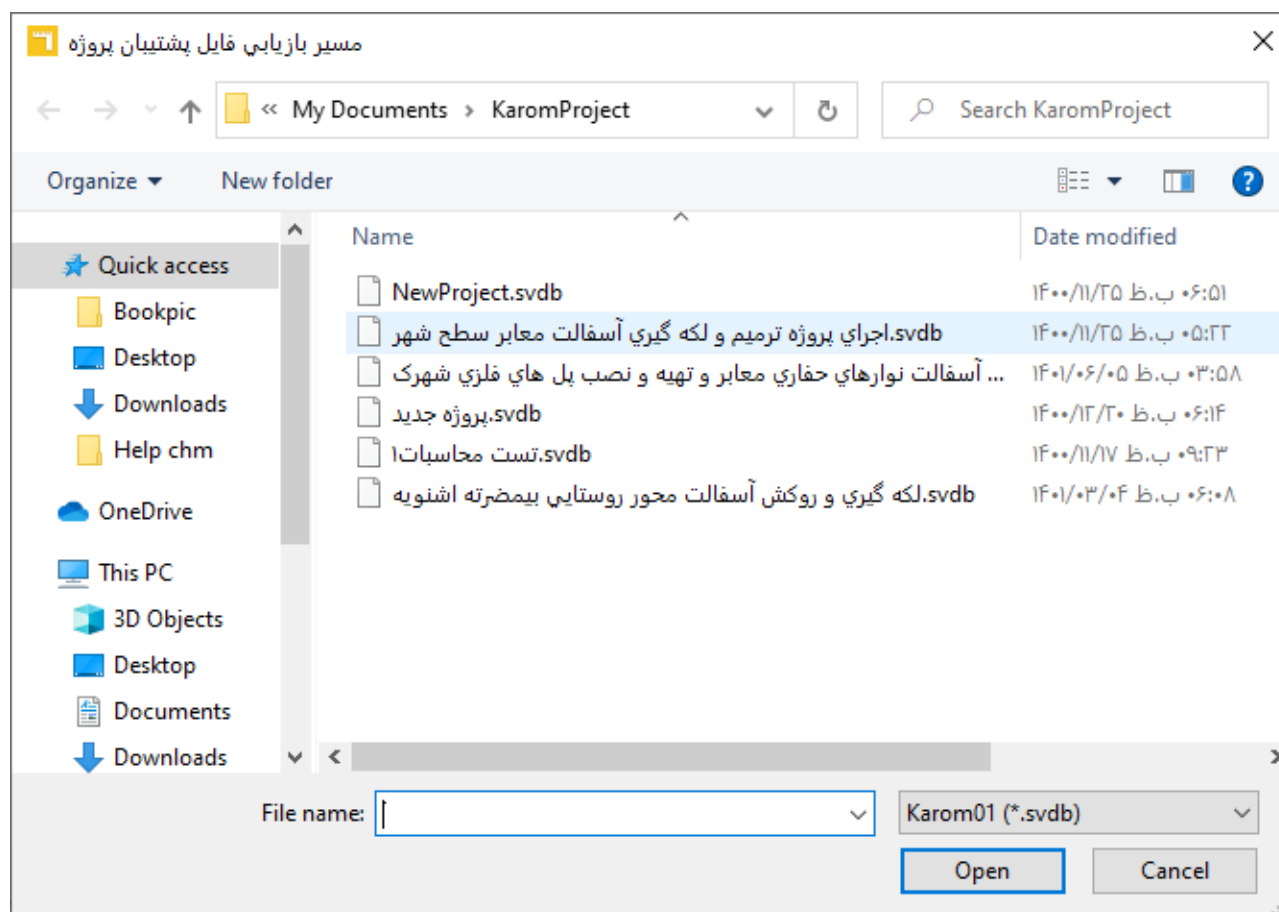 مسير بازيابي فايل پشتيبان پروژه
« My Documents › KaromProject
Search KaromProject
Organize
New folder
Name
Date modified
Quick access
Bookpic
Desktop
Downloads
Help chm
OneDrive
This PC
3D Objects
Desktop
Documents
Downloads
NewProject.svdb
۱۴۰۰/۱۱/۲۵ ب.ظ ۰۶:۵۱
اجراي پروژه ترميم و لکه گيري آسفالت معابر سطح شهر.svdb
۱۴۰۰/۱۱/۲۵ ب.ظ ۰۵:۲۲
آسفالت نوارهاي حفاري معابر و تهيه و نصب پل هاي فلزي شهرک ...
۱۴۰۱/۰۶/۰۵ ب.ظ ۰۳:۵۸
پروژه جديد.svdb
۱۴۰۰/۱۲/۲۰ ب.ظ ۰۶:۱۴
تست محاسبات۱.svdb
۱۴۰۰/۱۱/۱۷ ب.ظ ۰۹:۲۳
لکه گيري و روکش آسفالت محور روستايي بيمضرته اشنويه.svdb
۱۴۰۱/۰۳/۰۴ ب.ظ ۰۶:۰۸
File name:
Karom01 (*.svdb)
Open
Cancel